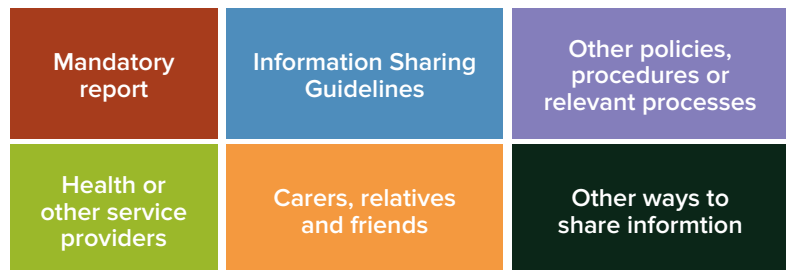 Mandatory
report
Information Sharing
Guidelines
Other policies,
procedures or
relevant processes
Health or
other service
providers
Carers, relatives
and friends
Other ways to
share informtion